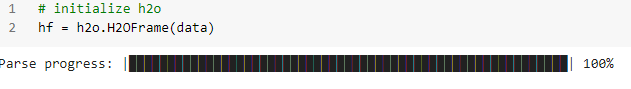 1 # initialize h2o
2 hf = h2o.H2OFrame(data)
Parse progress: |██████████████████████████████████████████████████████| 100%